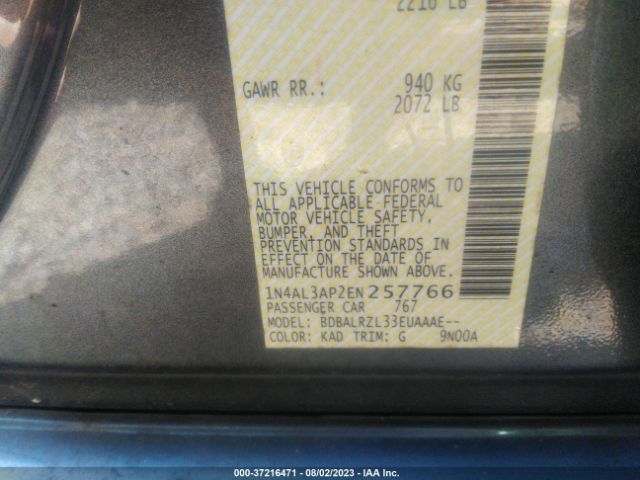 2216 LB
GAWR RR.: 940 KG
2072 LB
THIS VEHICLE CONFORMS TO
ALL APPLICABLE FEDERAL
MOTOR VEHICLE SAFETY,
BUMPER, AND THEFT
PREVENTION STANDARDS IN
EFFECT ON THE DATE OF
MANUFACTURE SHOWN ABOVE.
1N4AL3AP2EN257766
PASSENGER CAR 767
MODEL: BDBALRZL33EUAAAE--
COLOR: KAD TRIM: G 9N00A
000-37216471 - 08/02/2023 - IAA Inc.